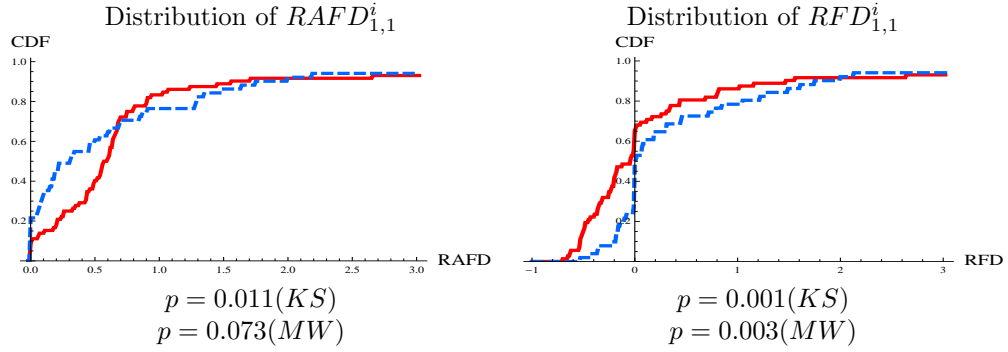 Distribution of $RAFD^{i}_{1,1}$
CDF
1.0
0.8
0.6
0.4
0.2
0.0 0.5 1.0 1.5 2.0 2.5 3.0
RAFD
p = 0.011(KS)
p = 0.073(MW)
Distribution of $RFD^{i}_{1,1}$
CDF
1.0
0.8
0.6
0.4
0.2
-1 0 1 2 3
RFD
p = 0.001(KS)
p = 0.003(MW)